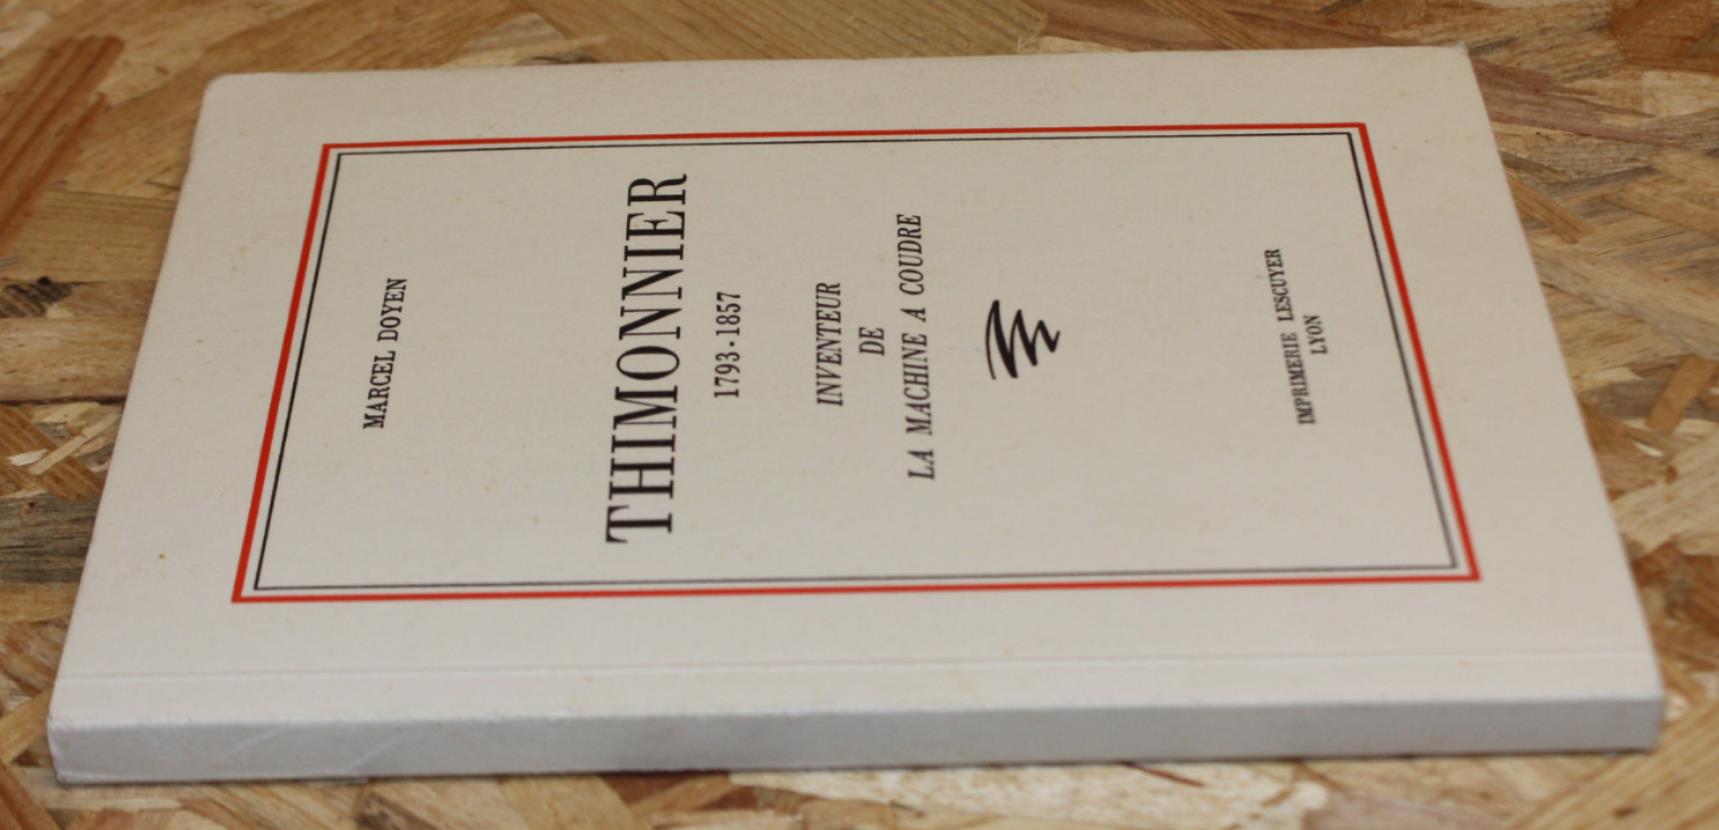 MARCEL DOYEN
THIMONNIER
1793-1857
INVENTEUR
DE
LA MACHINE A COUDRE
IMPRIMERIE LESCUYER
LYON